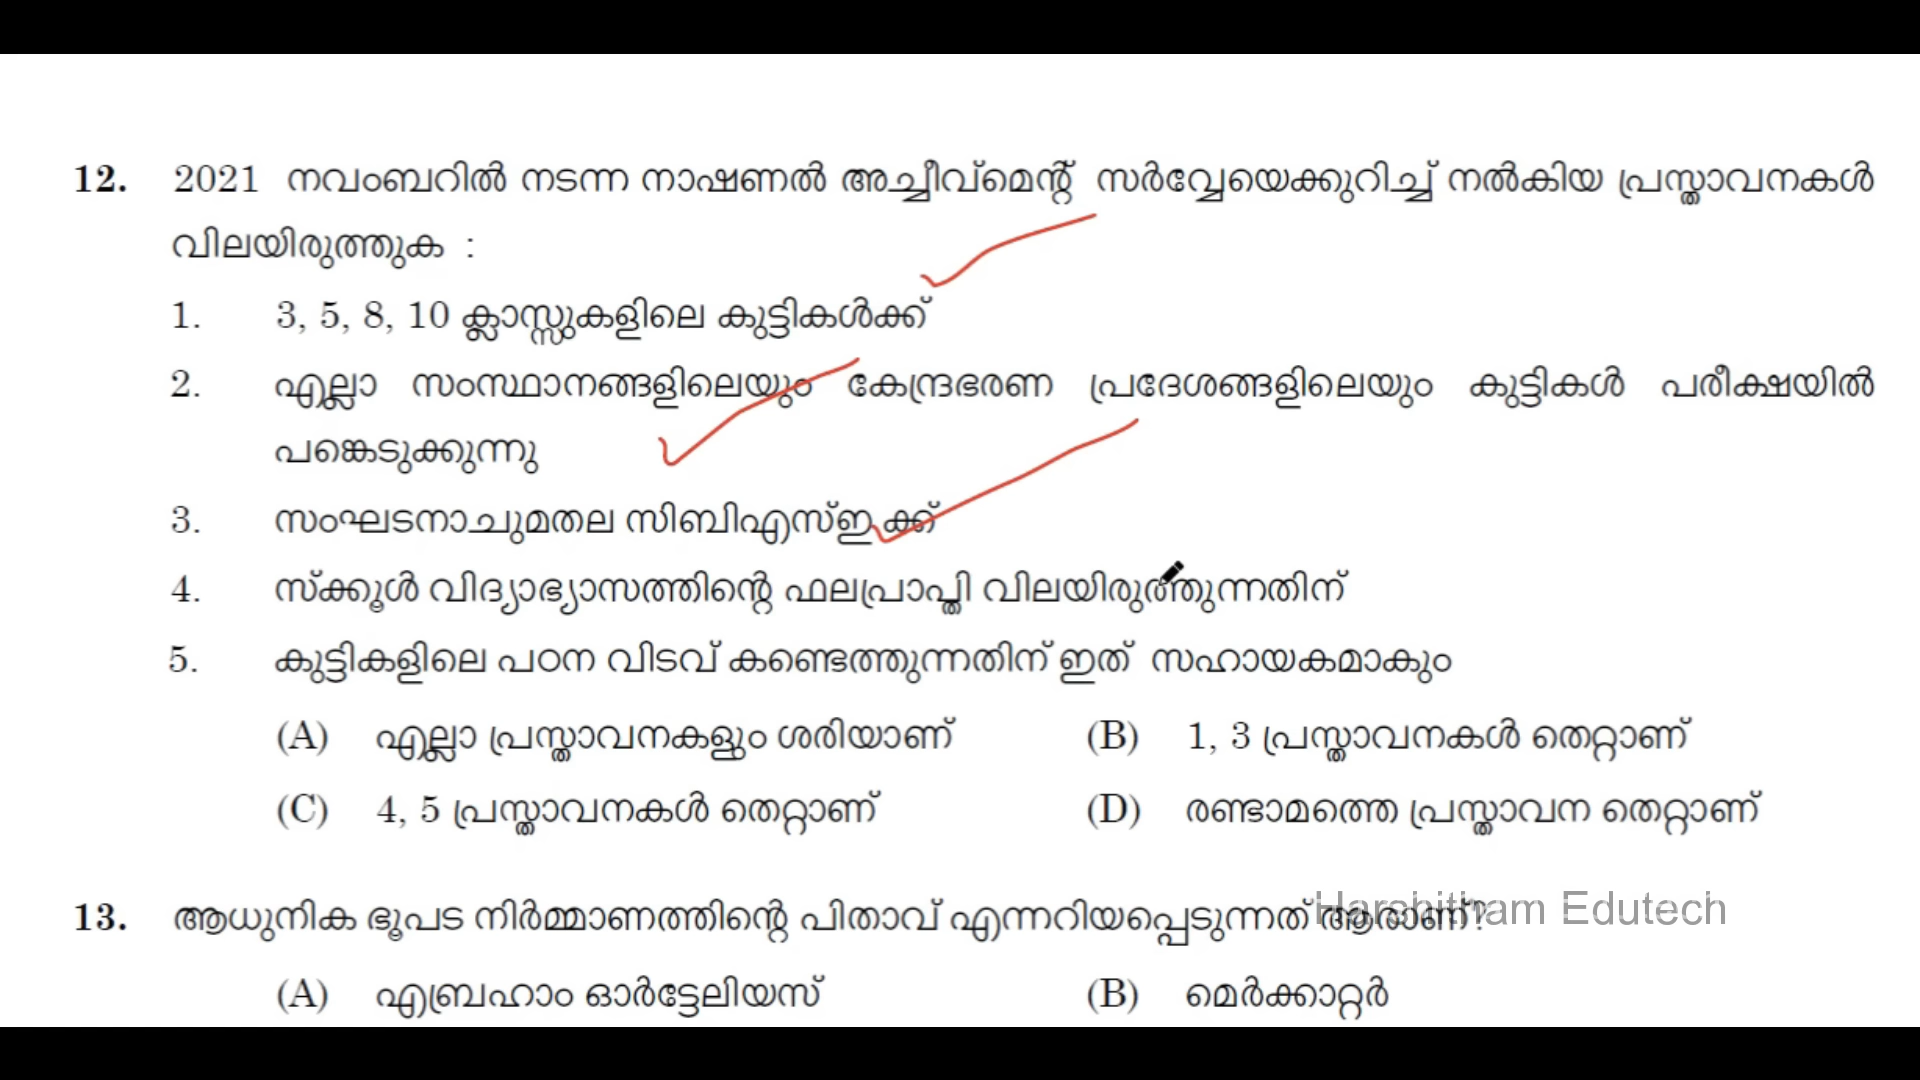 12. 2021 നവംബറിൽ നടന്ന നാഷണൽ അച്ചീവ്മെന്റ് സർവ്വേയെക്കുറിച്ച് നൽകിയ പ്രസ്താവനകൾ
വിലയിരുത്തുക :
1. 3, 5, 8, 10 ക്ലാസ്സുകളിലെ കുട്ടികൾക്ക്
2. എല്ലാ സംസ്ഥാനങ്ങളിലെയും കേന്ദ്രഭരണ പ്രദേശങ്ങളിലെയും കുട്ടികൾ പരീക്ഷയിൽ
പങ്കെടുക്കുന്നു
3. സംഘടനാചുമതല സിബിഎസ്ഇ ക്ക്
4. സ്ക്കൂൾ വിദ്യാഭ്യാസത്തിന്റെ ഫലപ്രാപ്തി വിലയിരുത്തുന്നതിന്
5. കുട്ടികളിലെ പഠന വിടവ് കണ്ടെത്തുന്നതിന് ഇത് സഹായകമാകും
(A) എല്ലാ പ്രസ്താവനകളും ശരിയാണ് (B) 1, 3 പ്രസ്താവനകൾ തെറ്റാണ്
(C) 4, 5 പ്രസ്താവനകൾ തെറ്റാണ് (D) രണ്ടാമത്തെ പ്രസ്താവന തെറ്റാണ്
13. ആധുനിക ഭൂപട നിർമ്മാണത്തിന്റെ പിതാവ് എന്നറിയപ്പെടുന്നത് ആരാണ്?
Harshitham Edutech
(A) എബ്രഹാം ഓർട്ടേലിയസ് (B) മെർക്കാറ്റർ